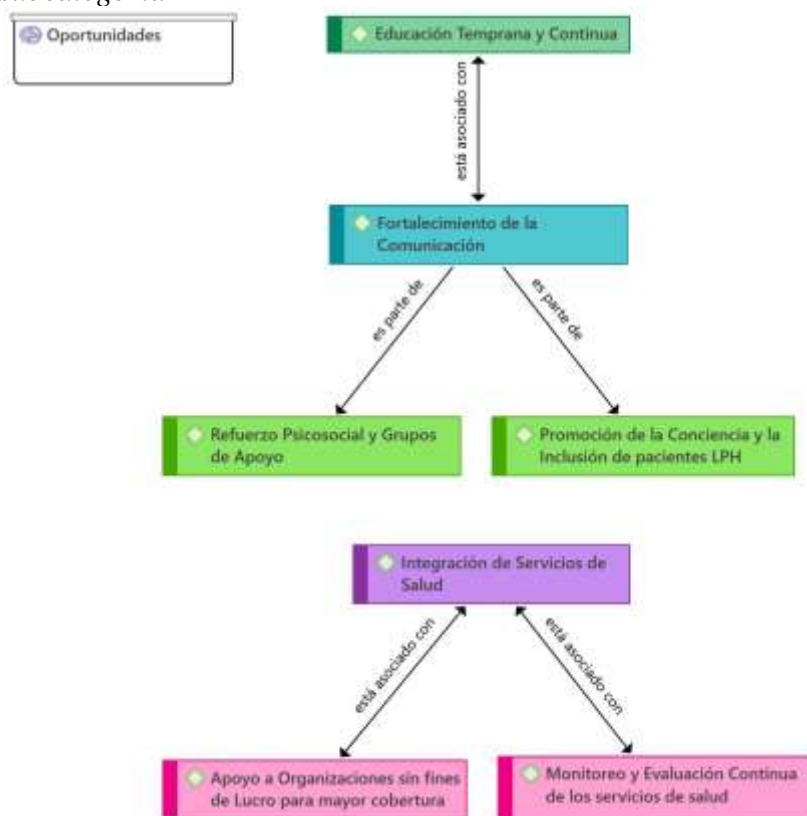 Oportunidades
Educación Temprana y Continua
está asociado con
Fortalecimiento de la
Comunicación
es parte de
es parte de
Refuerzo Psicosocial y Grupos
de Apoyo
Promoción de la Conciencia y la
Inclusión de pacientes LPH
Integración de Servicios de
Salud
está asociado con
está asociado con
Apoyo a Organizaciones sin fines
de Lucro para mayor cobertura
Monitoreo y Evaluación Continua
de los servicios de salud